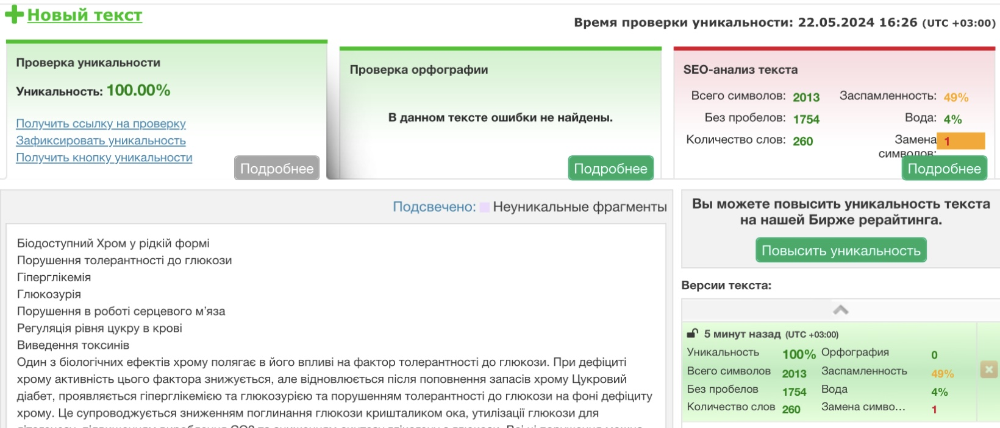 Новый текст
Время проверки уникальности: 22.05.2024 16:26 (UTC +03:00)
Проверка уникальности
Уникальность: 100.00%
Получить ссылку на проверку
Зафиксировать уникальность
Получить кнопку уникальности
Подробнее
Проверка орфографии
В данном тексте ошибки не найдены.
Подробнее
SEO-анализ текста
Всего символов: 2013 Заспамленность: 49%
Без пробелов: 1754 Вода: 4%
Количество слов: 260 Замена символов: 1
Подробнее
Подсвечено: Неуникальные фрагменты
Біодоступний Хром у рідкій формі
Порушення толерантності до глюкози
Гіперглікемія
Глюкозурія
Порушення в роботі серцевого м’яза
Регуляція рівня цукру в крові
Виведення токсинів
Один з біологічних ефектів хрому полягає в його впливі на фактор толерантності до глюкози. При дефіциті
хрому активність цього фактора знижується, але відновлюється після поповнення запасів хрому Цукровий
діабет, проявляється гіперглікемією та глюкозурією та порушенням толерантності до глюкози на фоні дефіциту
хрому. Це супроводжується зниженням поглинання глюкози кришталиком ока, утилізації глюкози для
Вы можете повысить уникальность текста
на нашей Бирже рерайтинга.
Повысить уникальность
Версии текста:
5 минут назад (UTC +03:00)
Уникальность 100% Орфография 0
Всего символов 2013 Заспамленность 49%
Без пробелов 1754 Вода 4%
Количество слов 260 Замена симво... 1